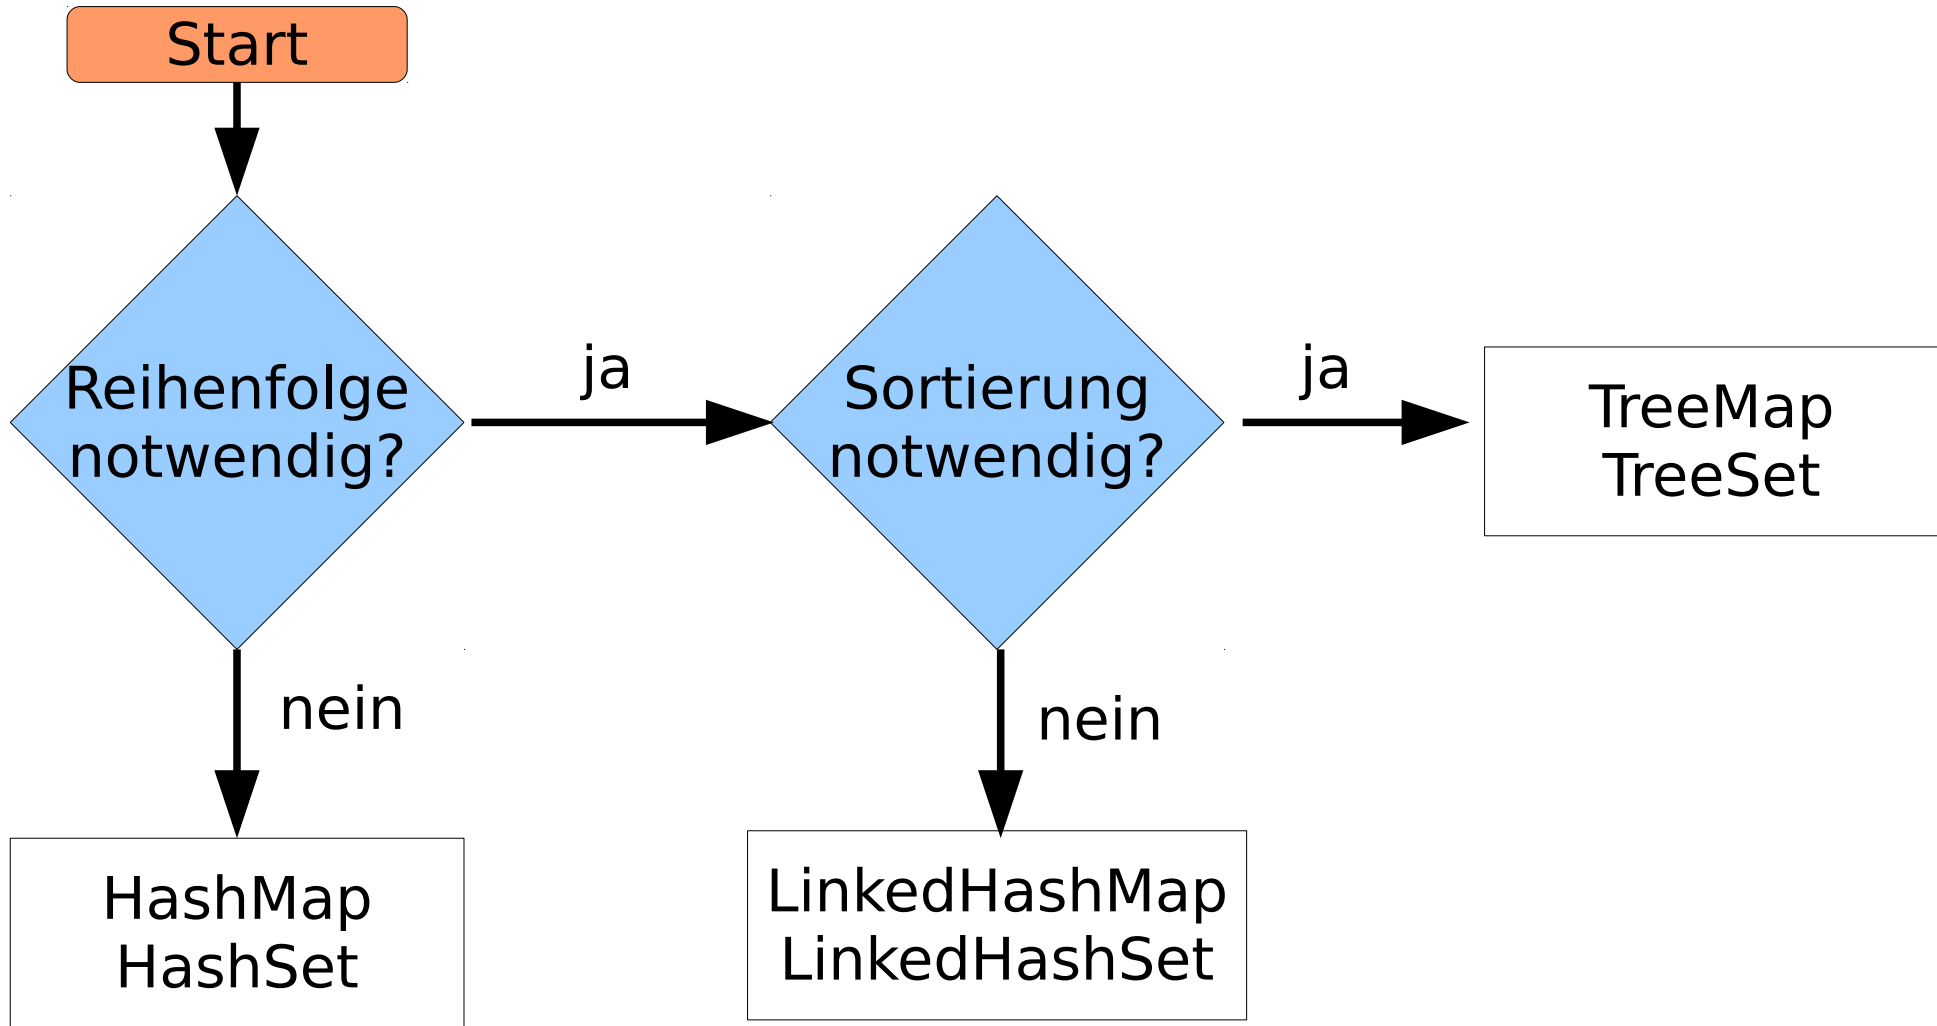 Start
Reihenfolge
notwendig?
ja
Sortierung
notwendig?
ja
TreeMap
TreeSet
nein
nein
HashMap
HashSet
LinkedHashMap
LinkedHashSet